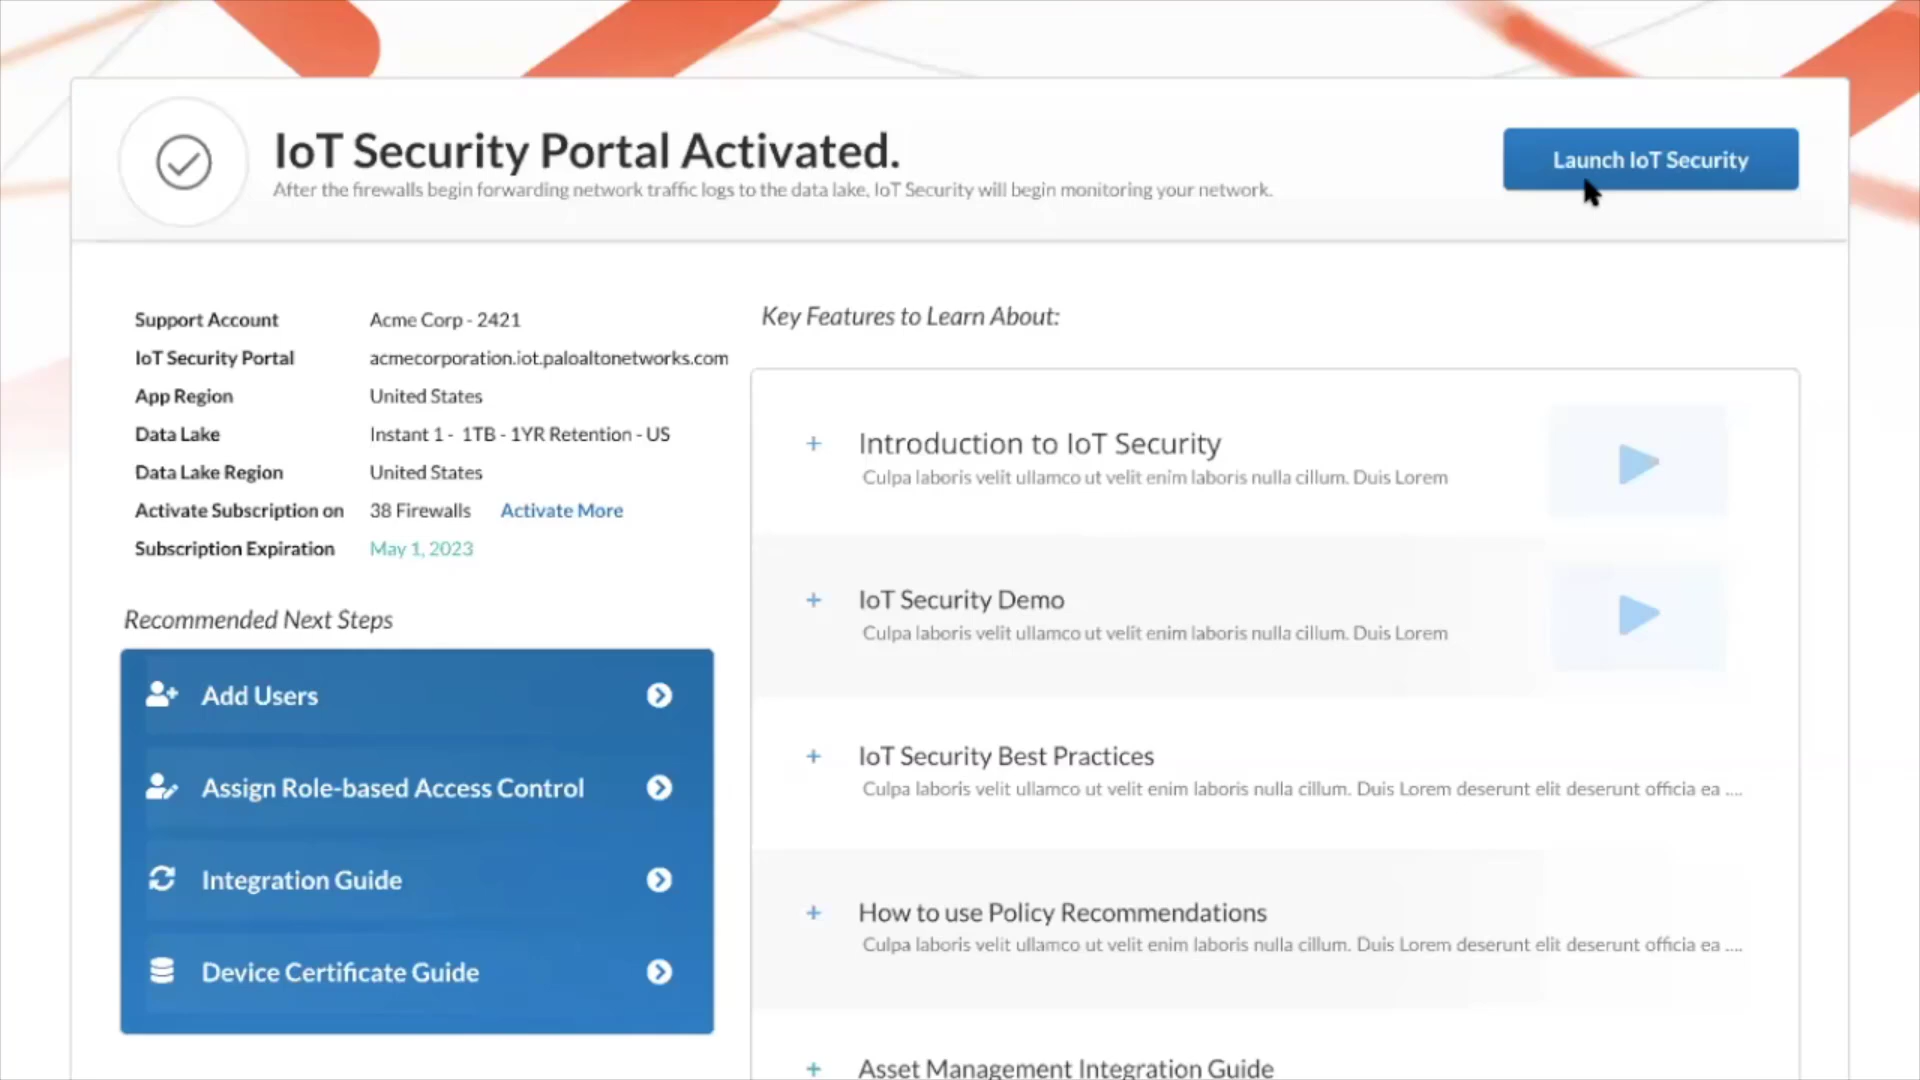 IoT Security Portal Activated.
After the firewalls begin forwarding network traffic logs to the data lake, IoT Security will begin monitoring your network.
Launch IoT Security
Support Account Acme Corp - 2421
IoT Security Portal acmecorporation.iot.paloaltonetworks.com
App Region United States
Data Lake Instant 1 - 1TB - 1YR Retention - US
Data Lake Region United States
Activate Subscription on 38 Firewalls Activate More
Subscription Expiration May 1, 2023
Recommended Next Steps
Add Users
Assign Role-based Access Control
Integration Guide
Device Certificate Guide
Key Features to Learn About:
+ Introduction to IoT Security
Culpa laboris velit ullamco ut velit enim laboris nulla cillum. Duis Lorem
+ IoT Security Demo
Culpa laboris velit ullamco ut velit enim laboris nulla cillum. Duis Lorem
+ IoT Security Best Practices
Culpa laboris velit ullamco ut velit enim laboris nulla cillum. Duis Lorem deserunt elit deserunt officia ea ....
+ How to use Policy Recommendations
Culpa laboris velit ullamco ut velit enim laboris nulla cillum. Duis Lorem deserunt elit deserunt officia ea ....
+ Asset Management Integration Guide